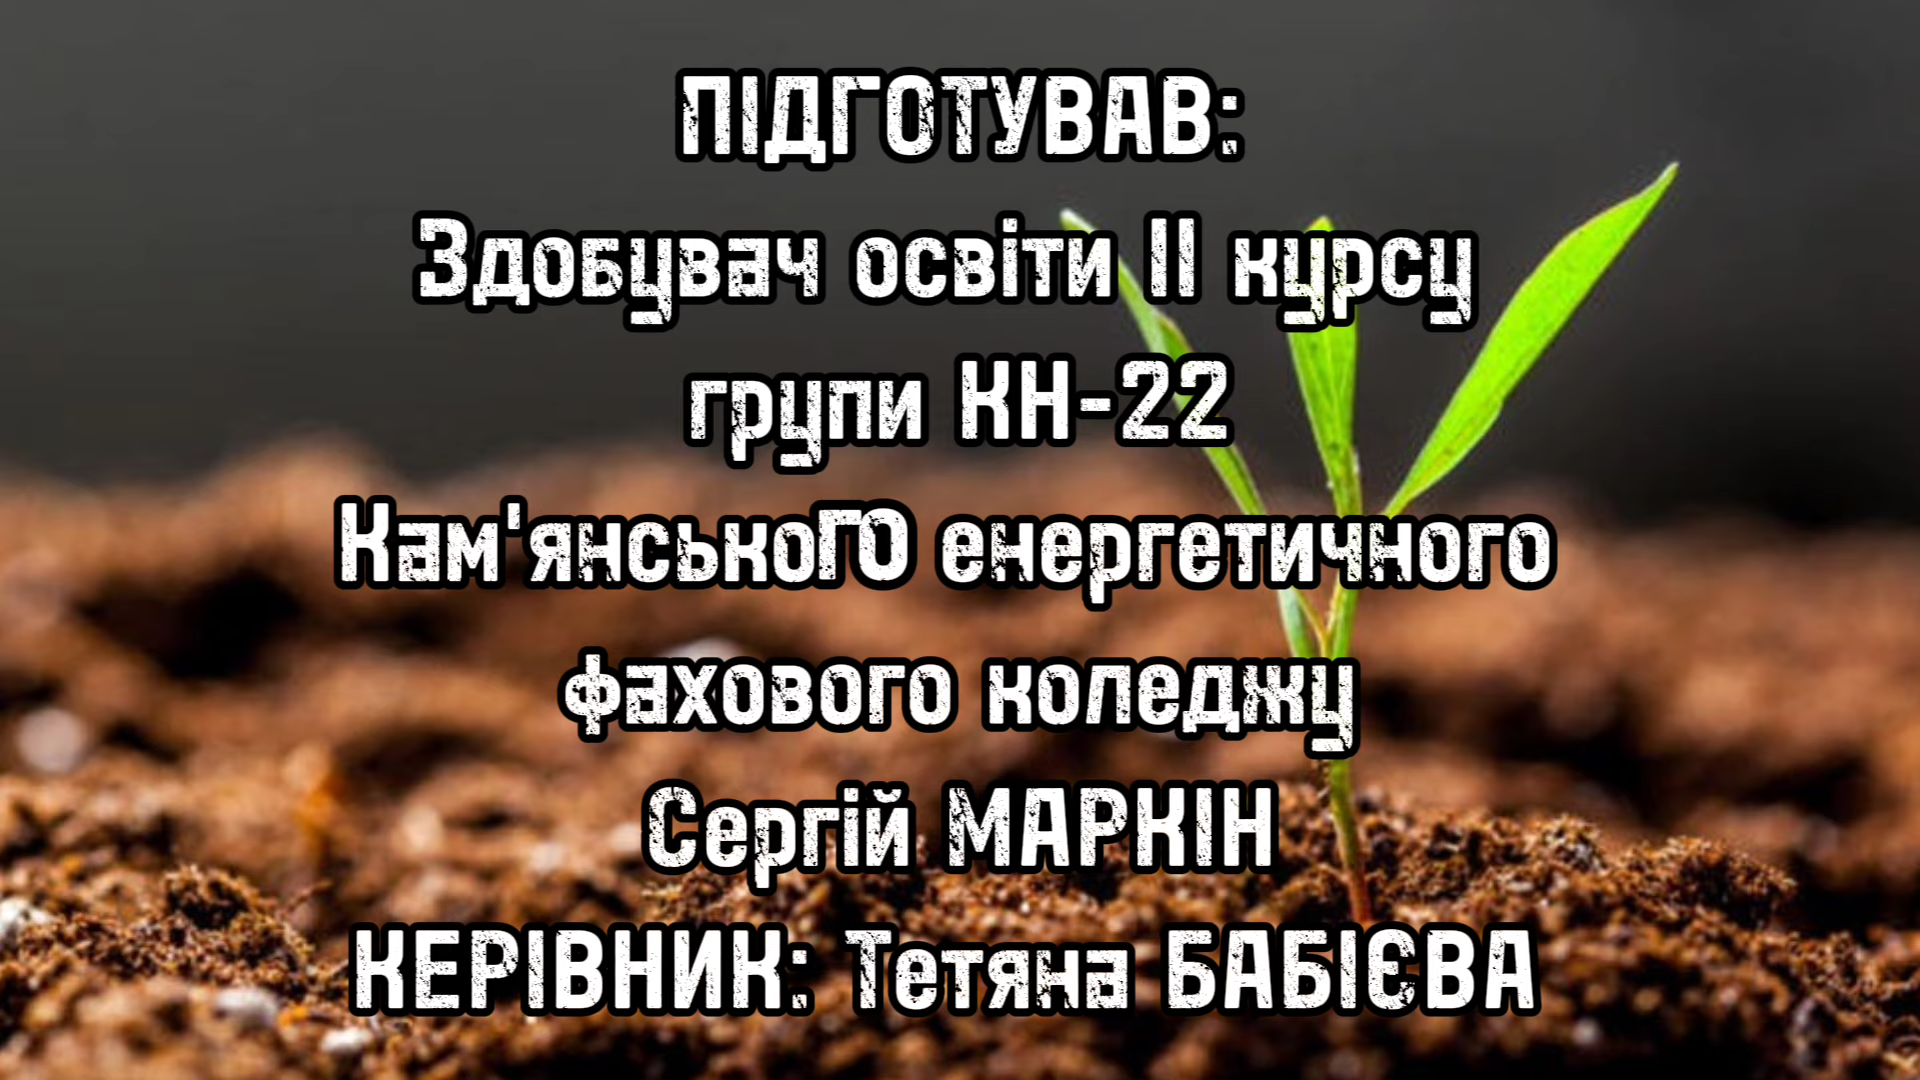 ПІДГОТУВАВ:
Здобувач освіти ІІ курсу
групи КН-22
Кам'янськоГО енергетичного
фахового коледжу
Сергій МАРКІН
КЕРІВНИК: Тетяна БАБІЄВА